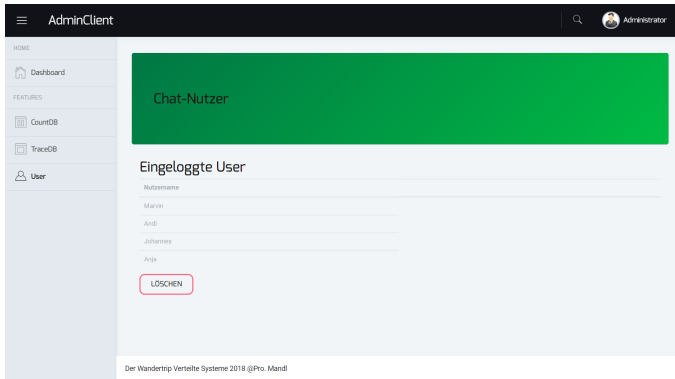 AdminClient
Administrator
HOME
Dashboard
FEATURES
CountDB
TraceDB
User
Chat-Nutzer
Eingeloggte User
Nutzername
Marvin
Andi
Johannes
Anja
LÖSCHEN
Der Wandertrip Verteilte Systeme 2018 @Pro. Mandl